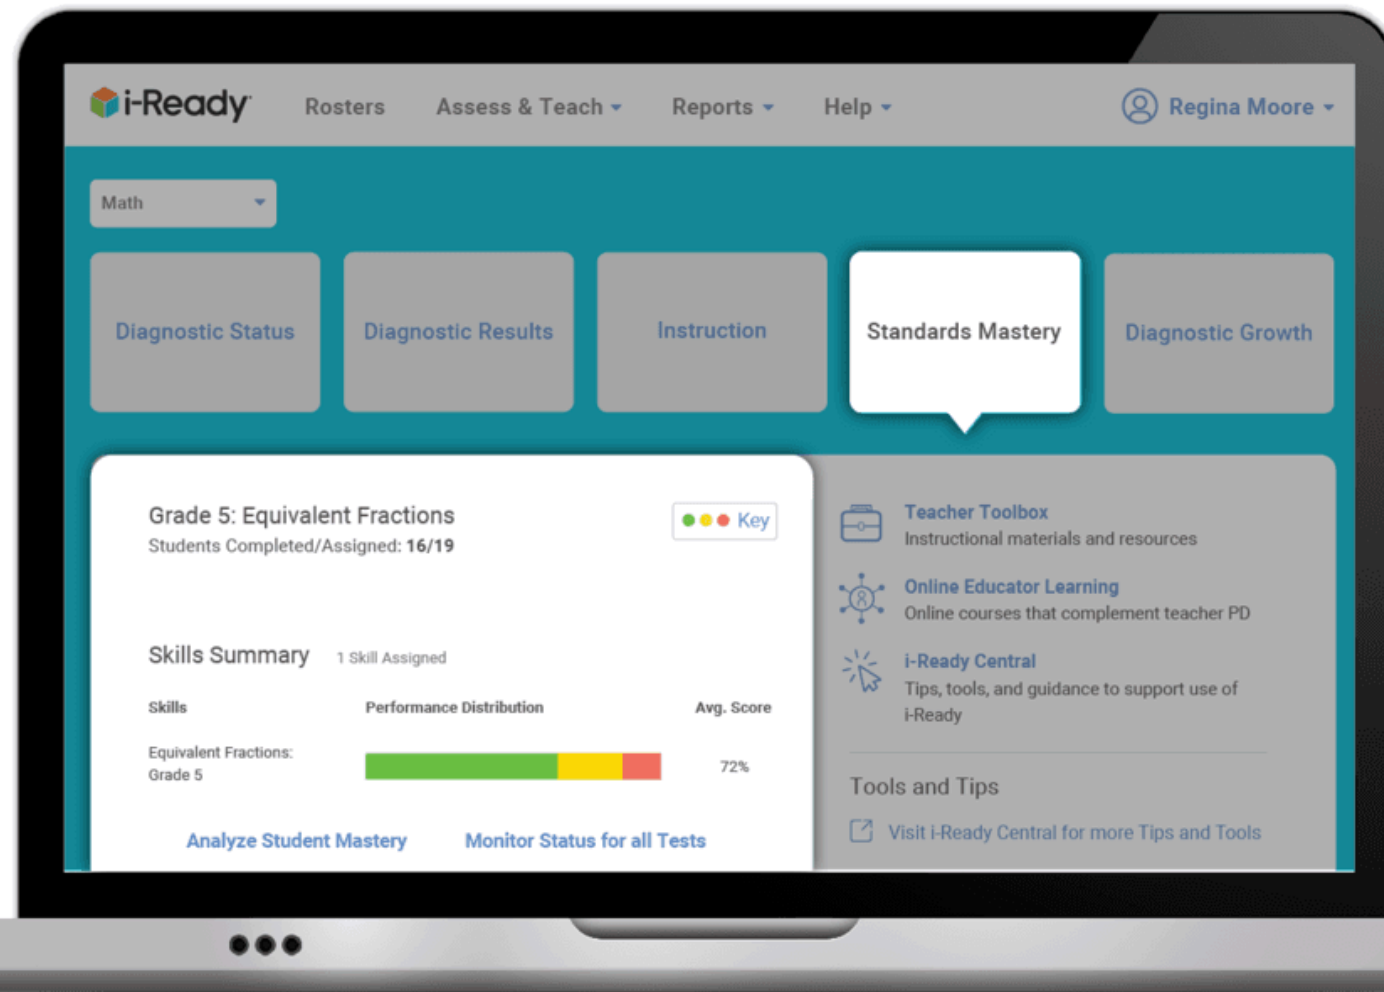 i-Ready
Rosters
Assess & Teach
Reports
Help
Regina Moore
Math
Diagnostic Status
Diagnostic Results
Instruction
Standards Mastery
Diagnostic Growth
Grade 5: Equivalent Fractions
Key
Students Completed/Assigned: 16/19
Skills Summary
1 Skill Assigned
Skills
Performance Distribution
Avg. Score
Equivalent Fractions:
Grade 5
72%
Analyze Student Mastery
Monitor Status for all Tests
Teacher Toolbox
Instructional materials and resources
Online Educator Learning
Online courses that complement teacher PD
i-Ready Central
Tips, tools, and guidance to support use of
i-Ready
Tools and Tips
Visit i-Ready Central for more Tips and Tools